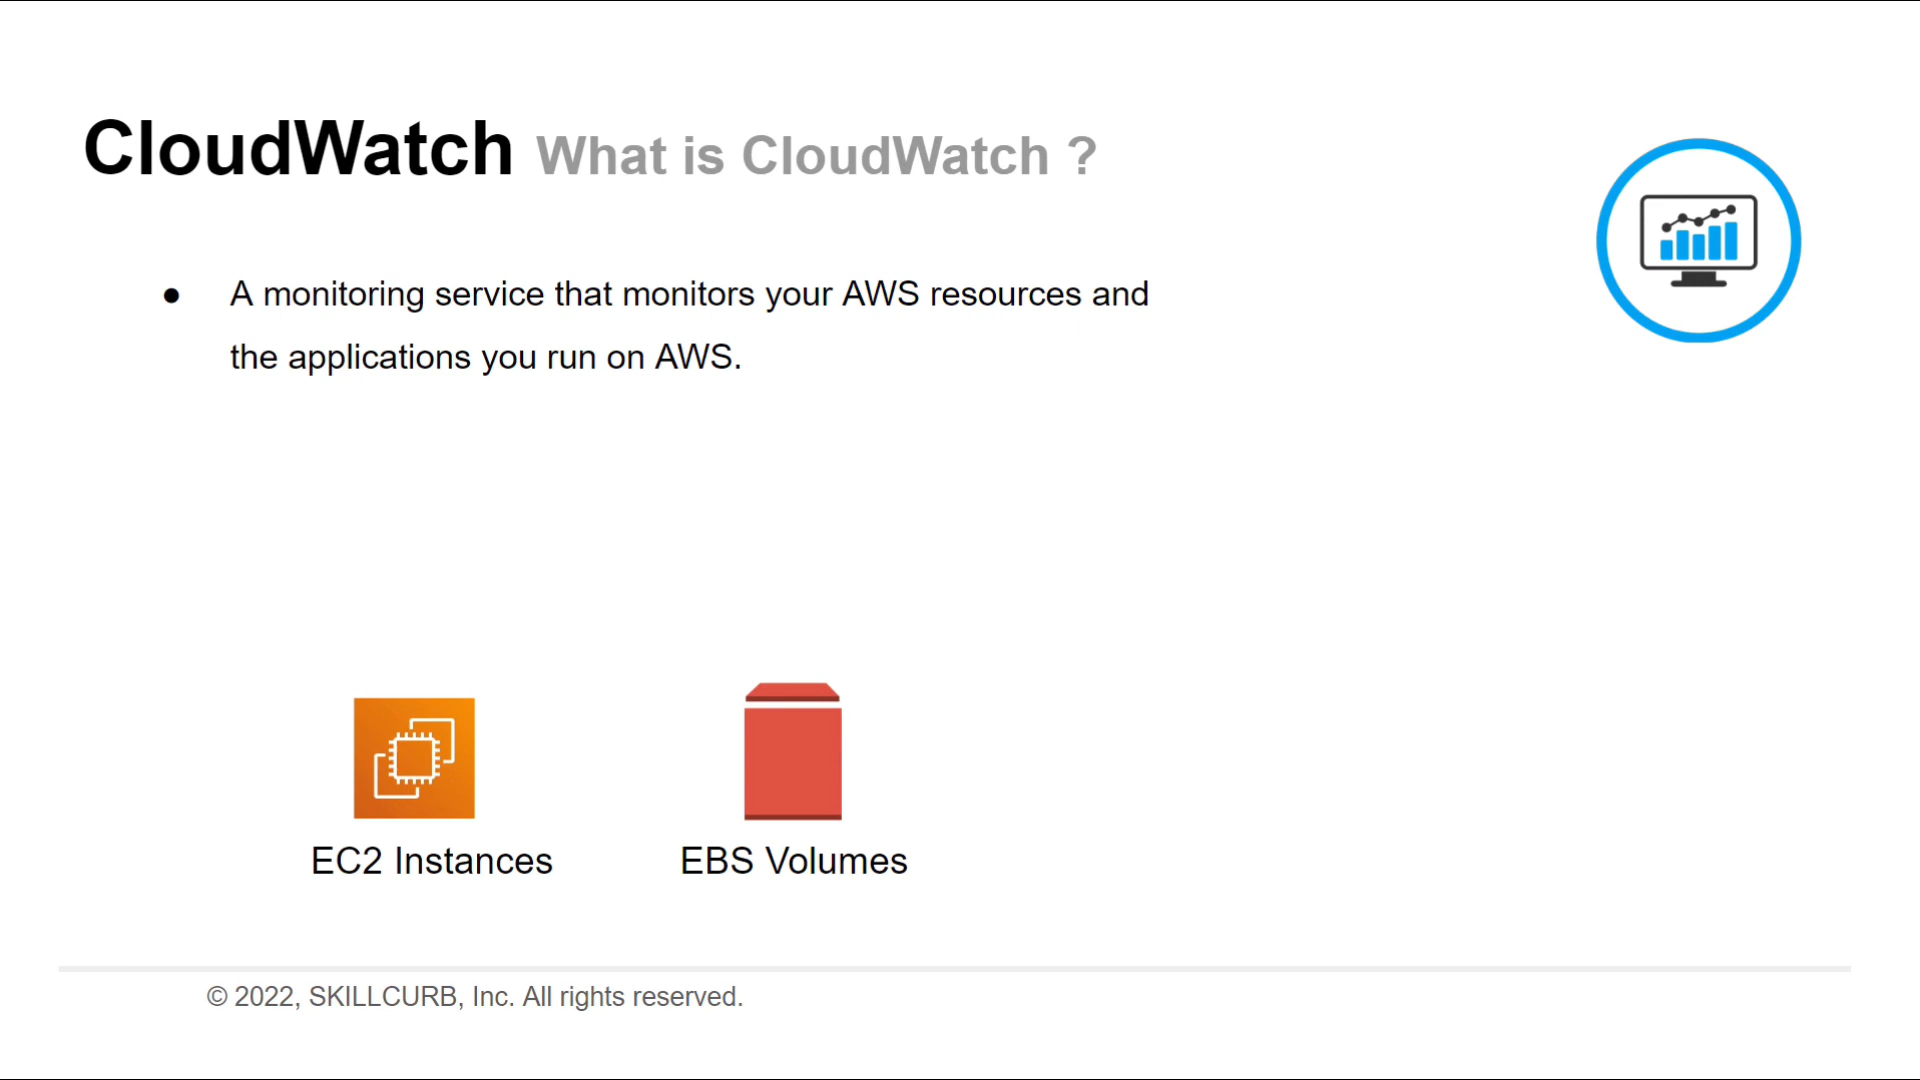 CloudWatch What is CloudWatch ?
● A monitoring service that monitors your AWS resources and
the applications you run on AWS.
EC2 Instances
EBS Volumes
© 2022, SKILLCURB, Inc. All rights reserved.